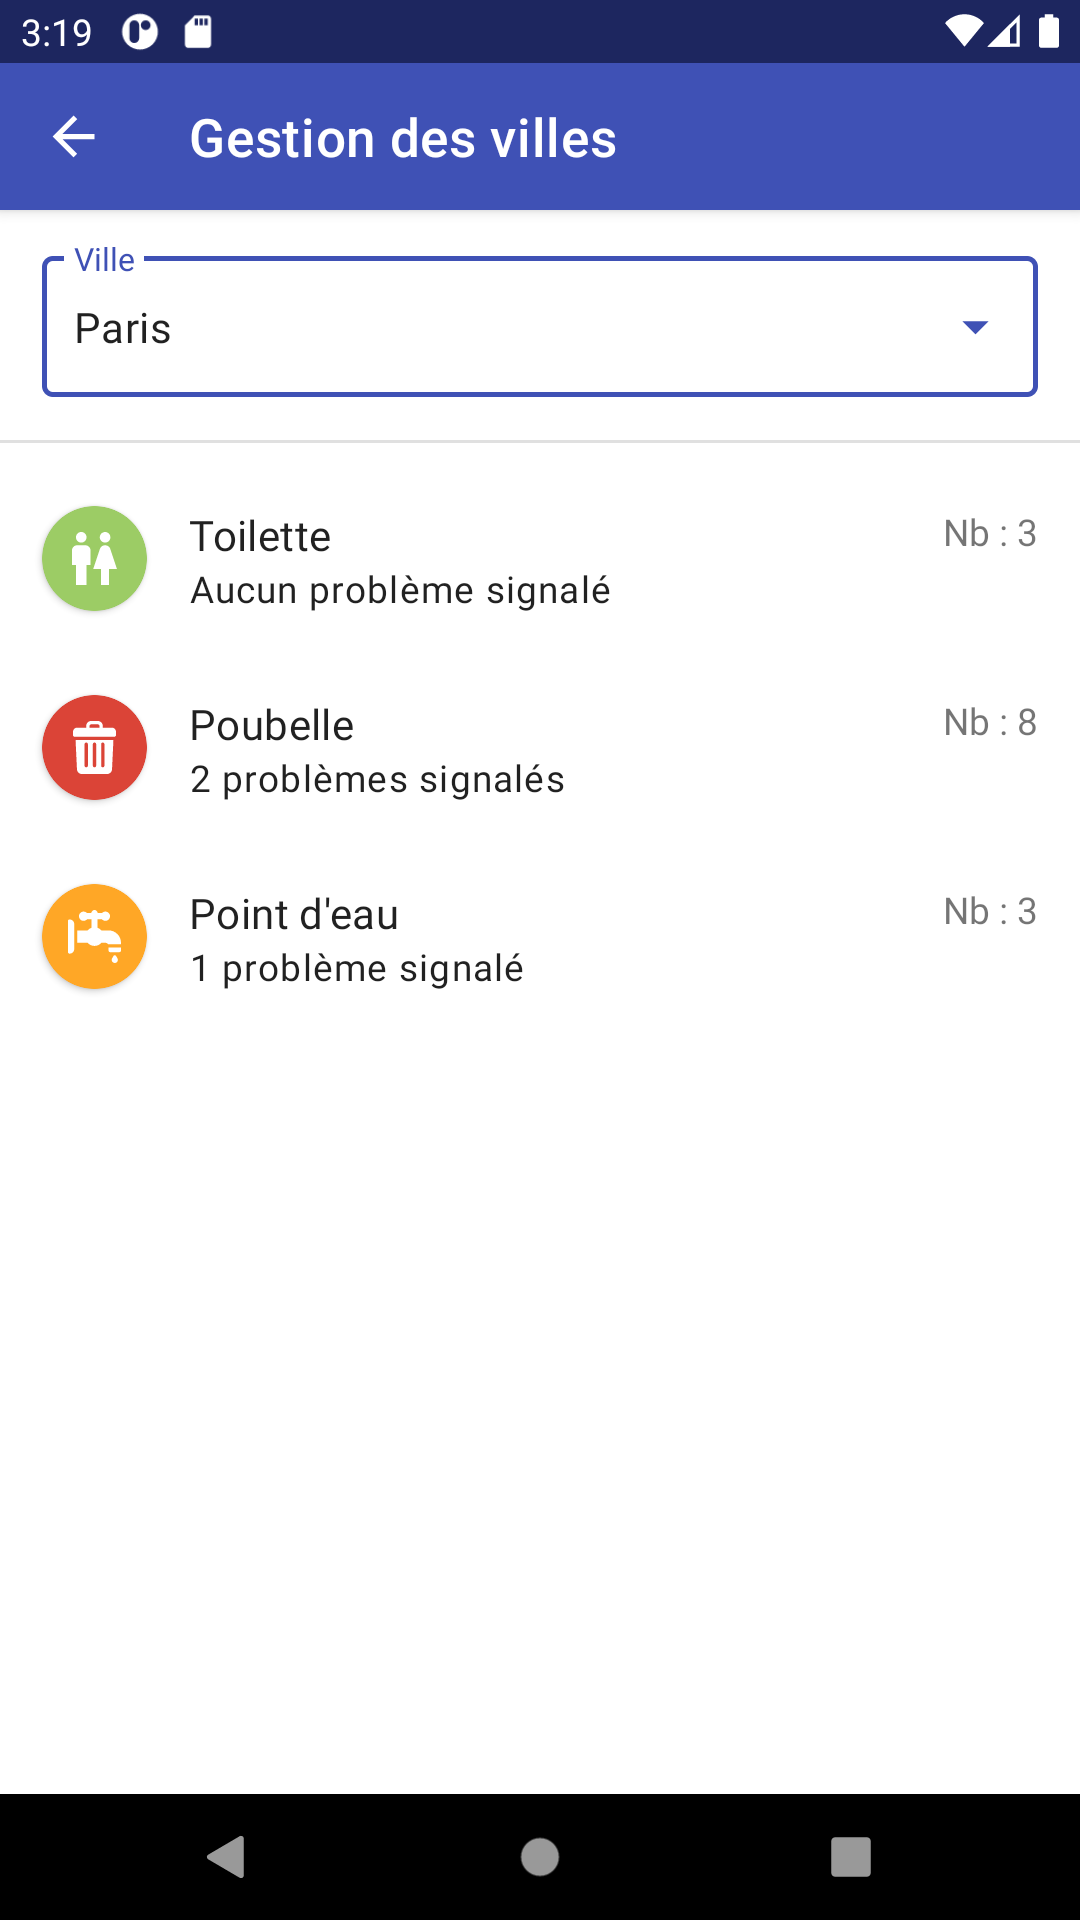 3:19
Gestion des villes
Ville
Paris
Toilette
Nb : 3
Aucun problème signalé
Poubelle
Nb : 8
2 problèmes signalés
Point d'eau
Nb : 3
1 problème signalé